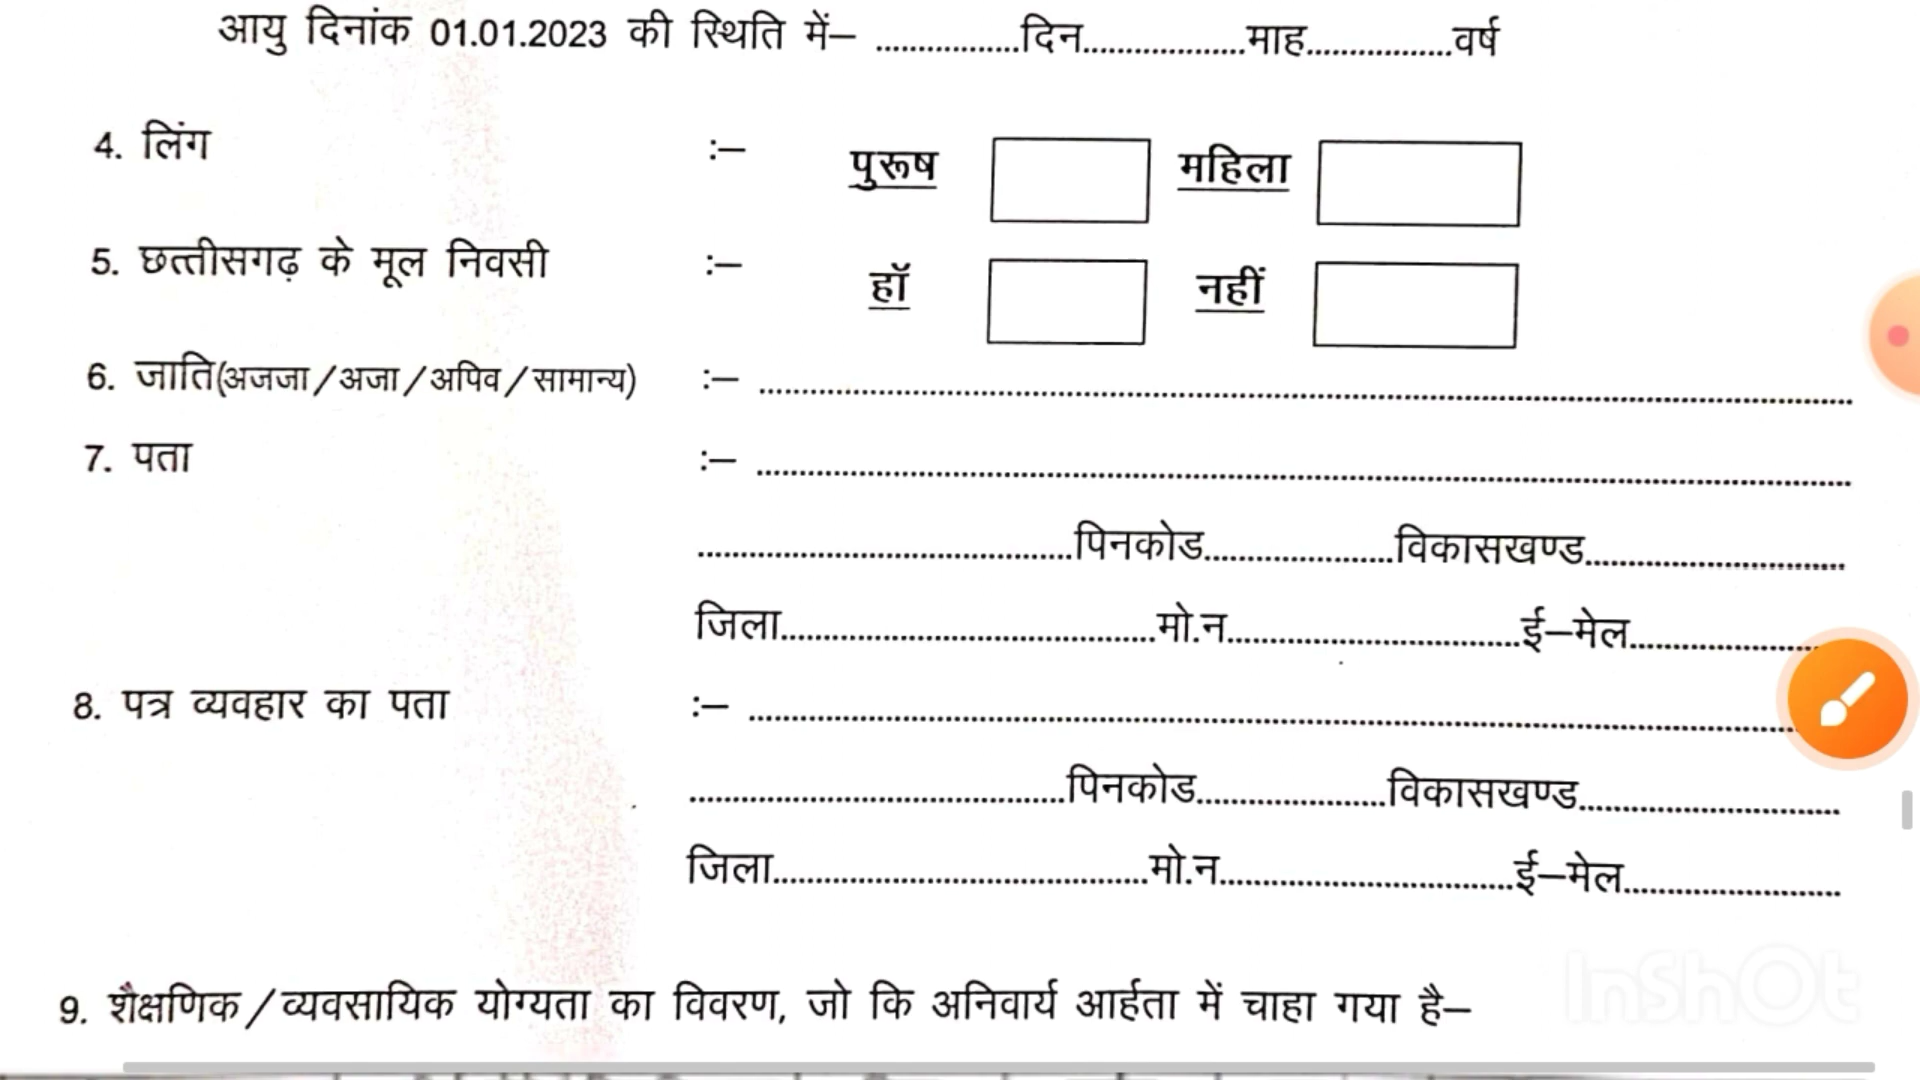 आयु दिनांक 01.01.2023 की स्थिति में– ................दिन..................माह................वर्ष
4. लिंग :– पुरूष महिला
5. छत्तीसगढ़ के मूल निवसी :– हॉ नहीं
6. जाति(अजजा/अजा/अपिव/सामान्य) :– ..........................................................................................................................
7. पता :– ..........................................................................................................................
..........................................पिनकोड.....................विकासखण्ड.............................
जिला..........................................मो.न.................................ई–मेल.....................
8. पत्र व्यवहार का पता :– .....................................................................................................................
..........................................पिनकोड.....................विकासखण्ड.............................
जिला..........................................मो.न.................................ई–मेल........................
9. शैक्षणिक/व्यवसायिक योग्यता का विवरण, जो कि अनिवार्य आर्हता में चाहा गया है–
InShOt